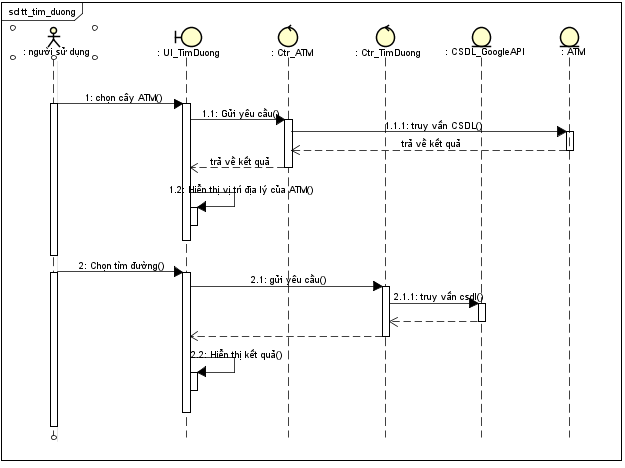 sd tt_tim_duong
: người sử dụng
: UI_TimDuong
: Ctr_ATM
: Ctr_TimDuong
: CSDL_GoogleAPI
: ATM
1: chọn cây ATM()
1.1: Gửi yêu cầu()
1.1.1: truy vấn CSDL()
trả về kết quả
trả về kết quả
1.2: Hiển thị vị trí địa lý của ATM()
2: Chọn tìm đường()
2.1: gửi yêu cầu()
2.1.1: truy vấn csdl()
2.2: Hiển thị kết quả()